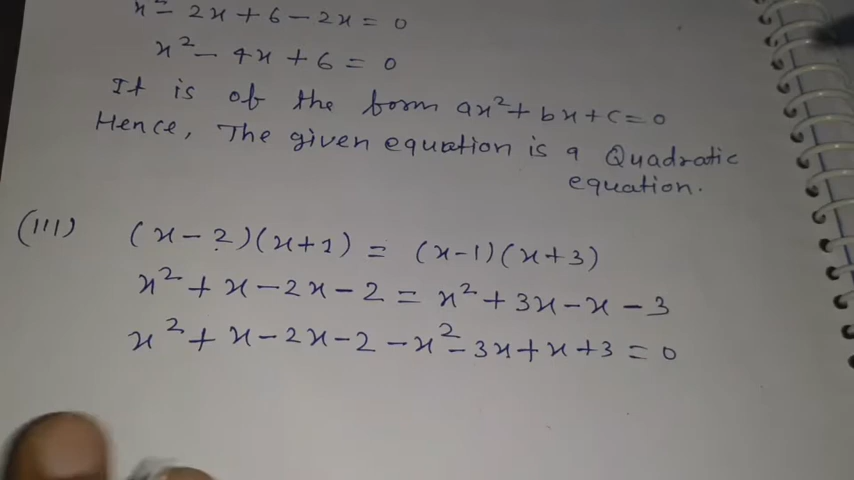 x² - 2x + 6 - 2x = 0
x² - 4x + 6 = 0
It is of the form ax² + bx + c = 0
Hence, The given equation is a Quadratic
equation.
(III) (x - 2)(x + 1) = (x - 1)(x + 3)
x² + x - 2x - 2 = x² + 3x - x - 3
x² + x - 2x - 2 - x² - 3x + x + 3 = 0